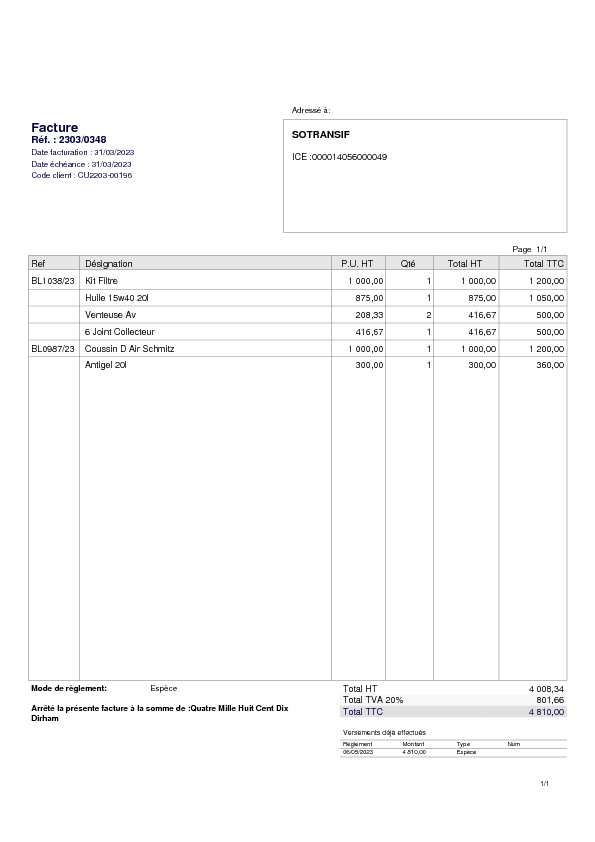 Adressé à:
Facture
Réf. : 2303/0348
Date facturation : 31/03/2023
Date échéance : 31/03/2023
Code client : CU2203-00196
SOTRANSIF
ICE :000014056000049
Page 1/1
Ref Désignation P.U. HT Qté Total HT Total TTC
BL1038/23 Kit Filtre 1 000,00 1 1 000,00 1 200,00
Huile 15w40 20l 875,00 1 875,00 1 050,00
Venteuse Av 208,33 2 416,67 500,00
6 Joint Collecteur 416,67 1 416,67 500,00
BL0987/23 Coussin D Air Schmitz 1 000,00 1 1 000,00 1 200,00
Antigel 20l 300,00 1 300,00 360,00
Mode de règlement: Espèce
Total HT 4 008,34
Total TVA 20% 801,66
Total TTC 4 810,00
Arrêté la présente facture à la somme de :Quatre Mille Huit Cent Dix
Dirham
Versements déjà effectués
Règlement Montant Type Num
06/05/2023 4 810,00 Espèce
1/1